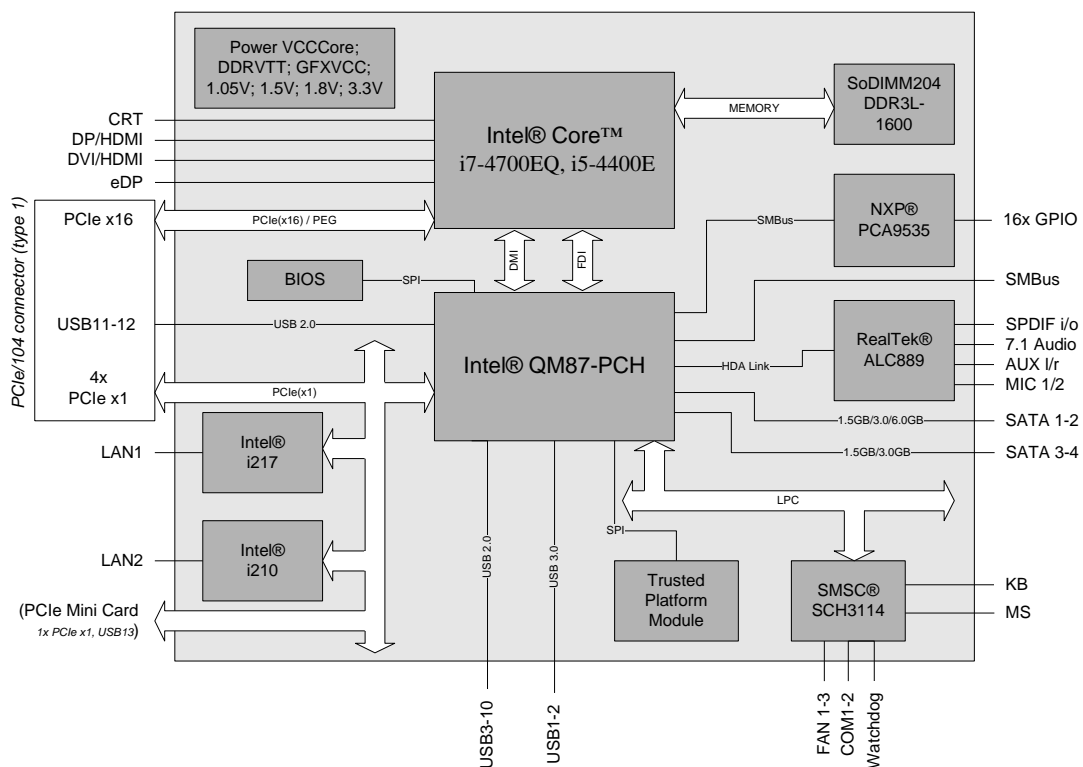 Power VCCCore;
DDRVTT; GFXVCC;
1.05V; 1.5V; 1.8V; 3.3V
Intel® Core™
i7-4700EQ, i5-4400E
MEMORY
SoDIMM204
DDR3L-
1600
CRT
DP/HDMI
DVI/HDMI
eDP
PCIe/104 connector (type 1)
PCIe x16
PCIe(x16) / PEG
SMBus
NXP®
PCA9535
16x GPIO
DMI
FDI
BIOS
SPI
SMBus
USB11-12
USB 2.0
Intel® QM87-PCH
HDA Link
RealTek®
ALC889
SPDIF i/o
7.1 Audio
AUX l/r
MIC 1/2
4x
PCIe x1
PCIe(x1)
1.5GB/3.0/6.0GB
SATA 1-2
1.5GB/3.0GB
SATA 3-4
LAN1
Intel®
i217
LPC
LAN2
Intel®
i210
USB 2.0
USB 3.0
SPI
Trusted
Platform
Module
SMSC®
SCH3114
KB
MS
(PCIe Mini Card
1x PCIe x1, USB13)
USB3-10
USB1-2
FAN 1-3
COM1-2
Watchdog